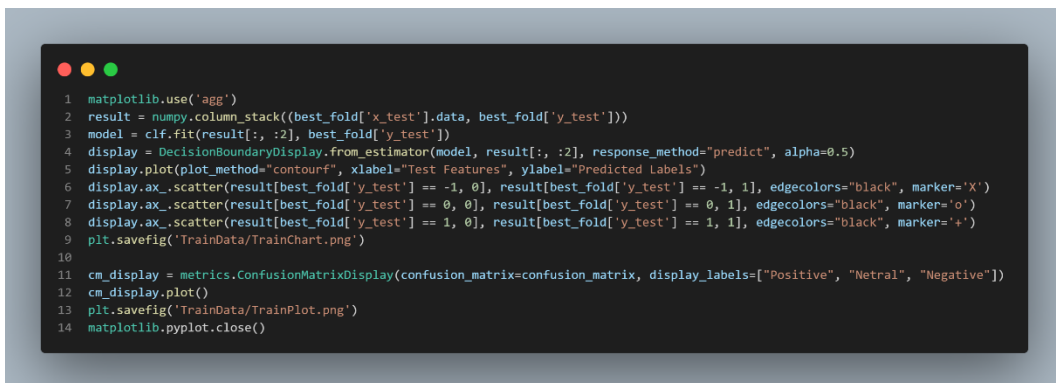 1 matplotlib.use('agg')
2 result = numpy.column_stack((best_fold['x_test'].data, best_fold['y_test']))
3 model = clf.fit(result[:, :2], best_fold['y_test'])
4 display = DecisionBoundaryDisplay.from_estimator(model, result[:, :2], response_method="predict", alpha=0.5)
5 display.plot(plot_method="contourf", xlabel="Test Features", ylabel="Predicted Labels")
6 display.ax_.scatter(result[best_fold['y_test'] == -1, 0], result[best_fold['y_test'] == -1, 1], edgecolors="black", marker='X')
7 display.ax_.scatter(result[best_fold['y_test'] == 0, 0], result[best_fold['y_test'] == 0, 1], edgecolors="black", marker='o')
8 display.ax_.scatter(result[best_fold['y_test'] == 1, 0], result[best_fold['y_test'] == 1, 1], edgecolors="black", marker='+')
9 plt.savefig('TrainData/TrainChart.png')
10
11 cm_display = metrics.ConfusionMatrixDisplay(confusion_matrix=confusion_matrix, display_labels=["Positive", "Netral", "Negative"])
12 cm_display.plot()
13 plt.savefig('TrainData/TrainPlot.png')
14 matplotlib.pyplot.close()